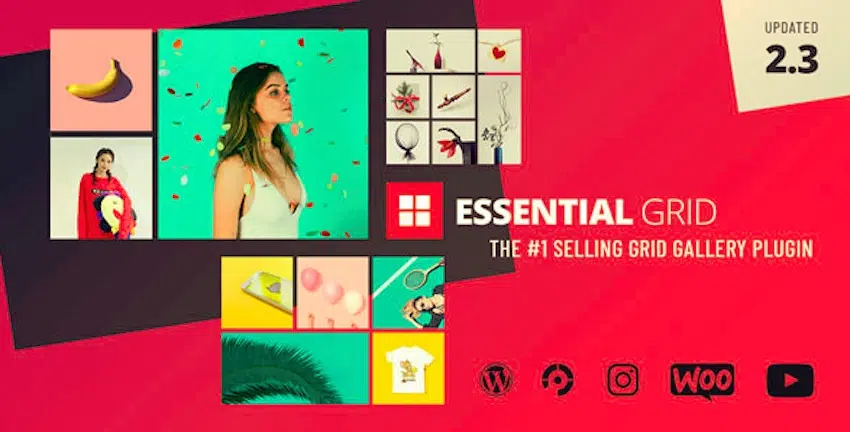 UPDATED
2.3
ESSENTIAL GRID
THE #1 SELLING GRID GALLERY PLUGIN
WOO